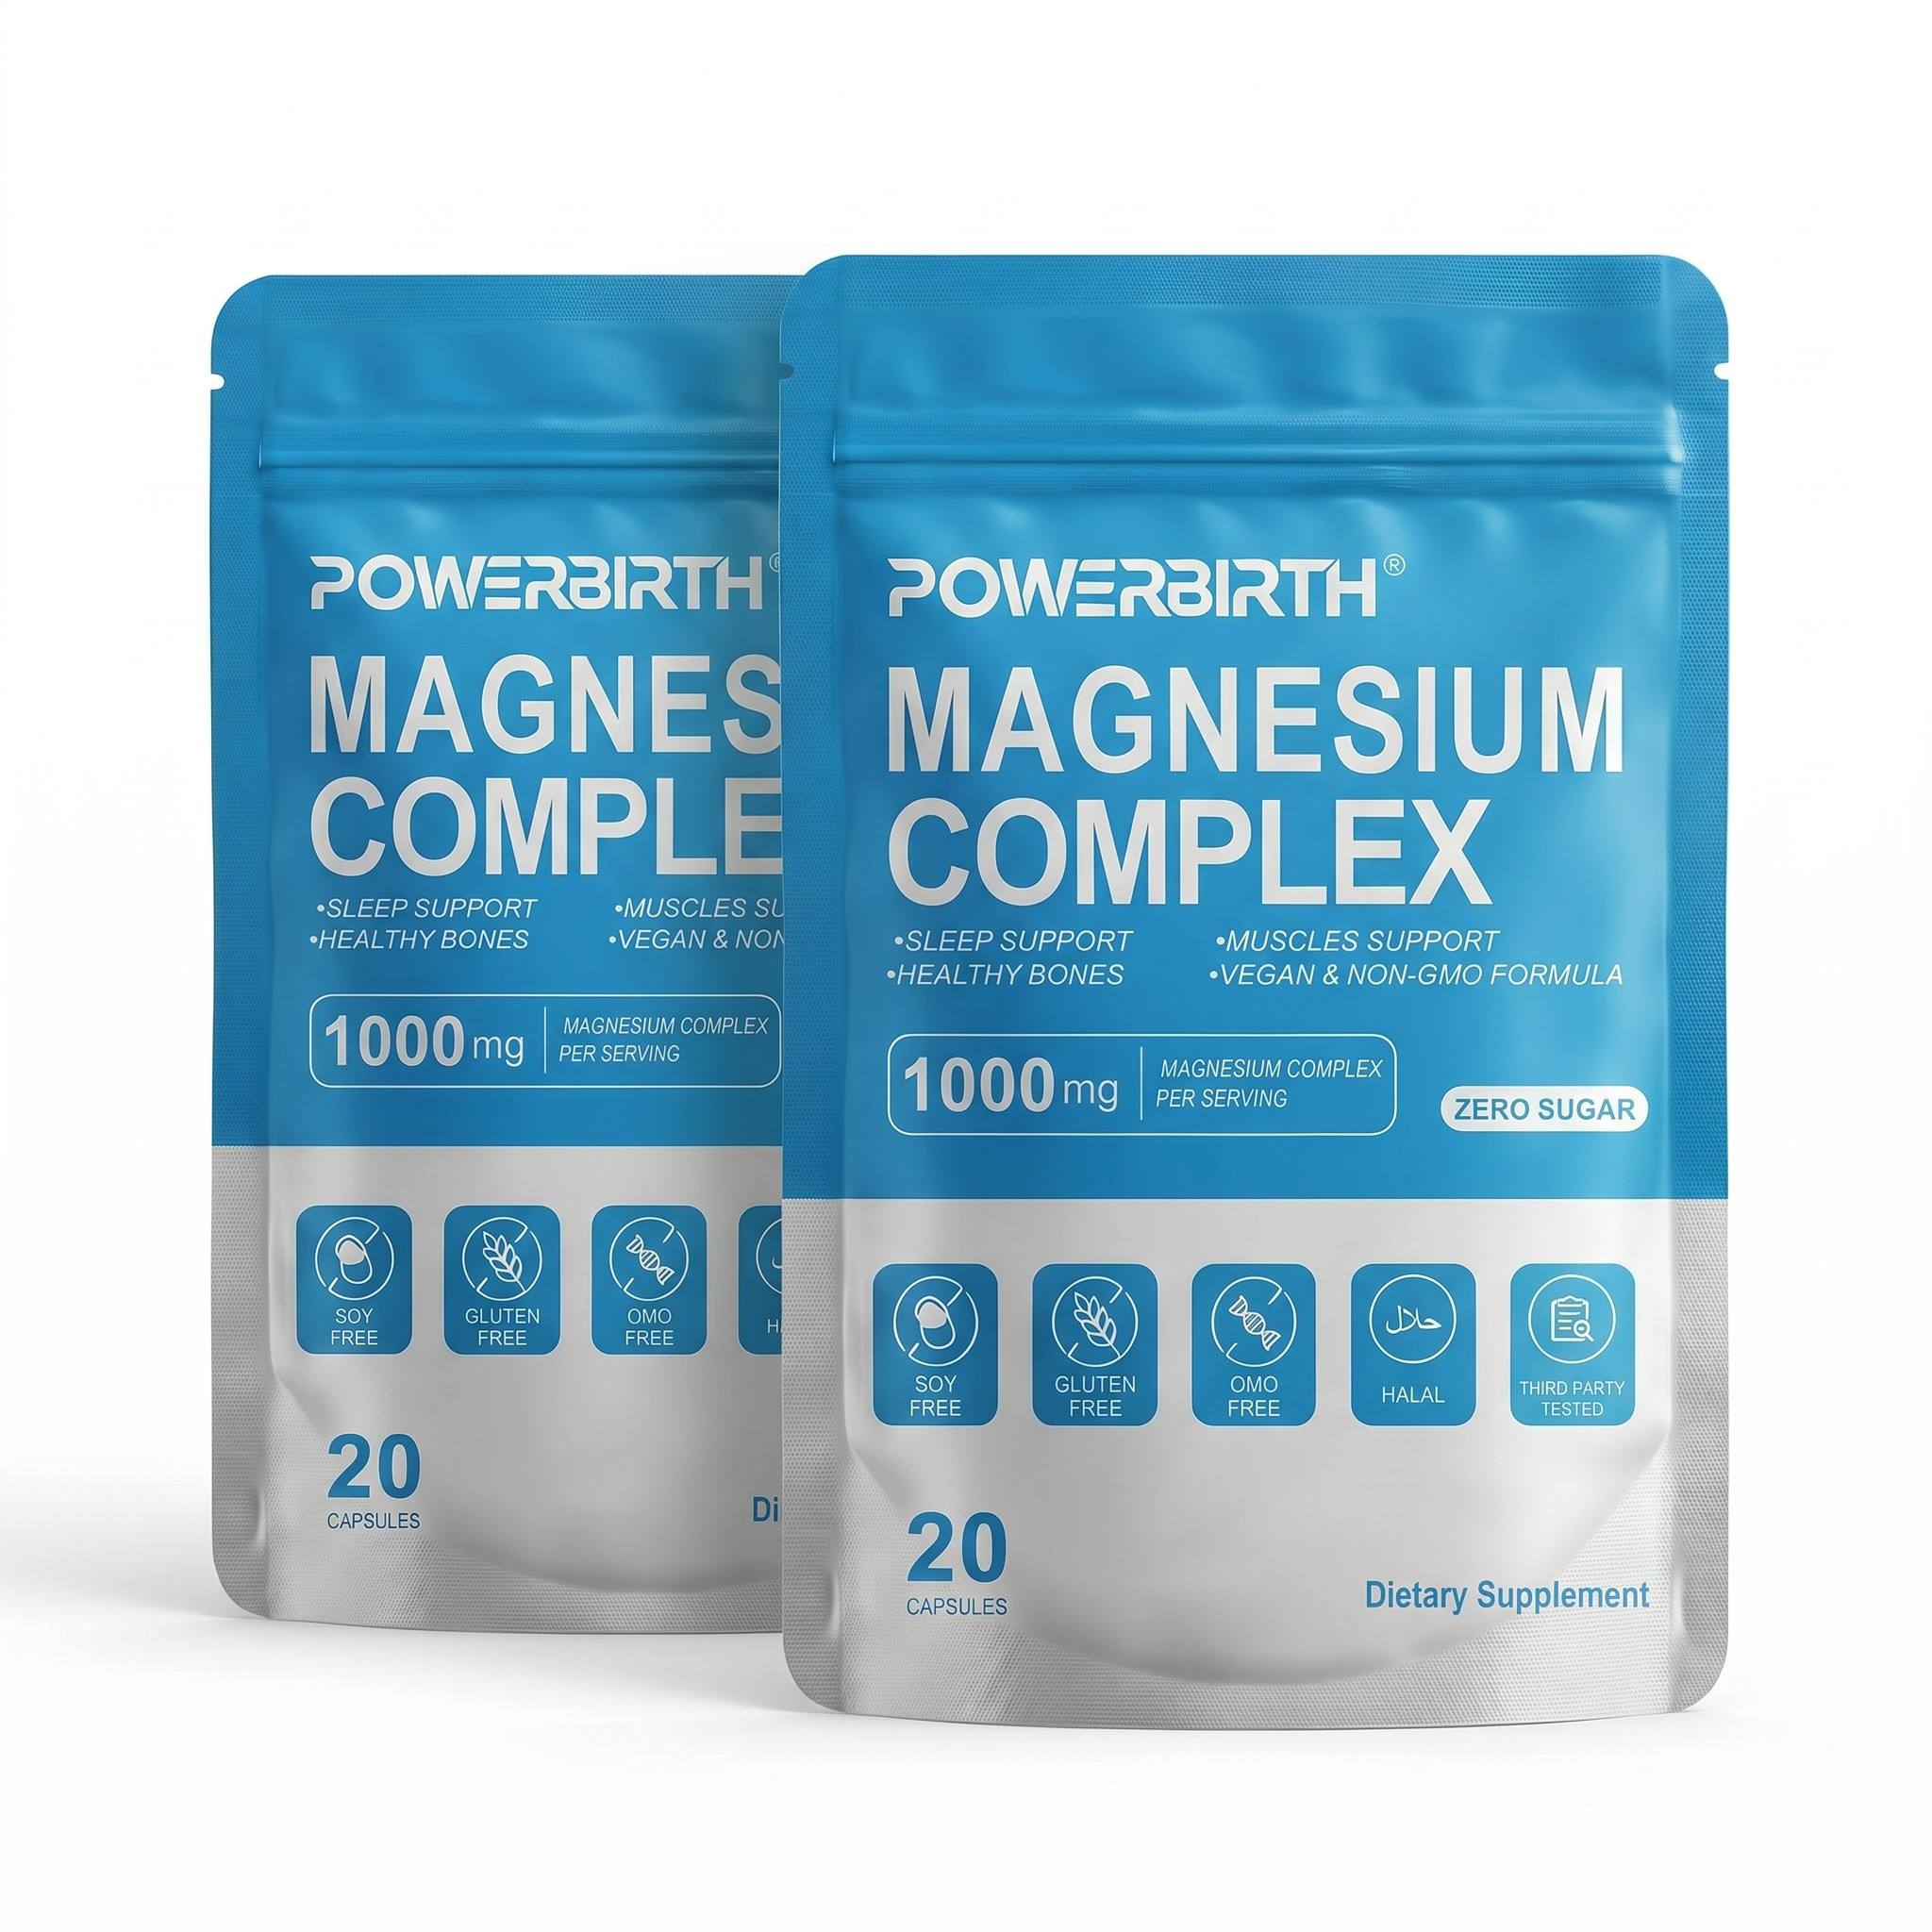 POWERBIRTH®
MAGNES
COMPLE
•SLEEP SUPPORT •MUSCLES SU
•HEALTHY BONES •VEGAN & NON
1000mg MAGNESIUM COMPLEX
PER SERVING
SOY
FREE
GLUTEN
FREE
OMO
FREE
HA
20
CAPSULES
Di
POWERBIRTH®
MAGNESIUM
COMPLEX
•SLEEP SUPPORT •MUSCLES SUPPORT
•HEALTHY BONES •VEGAN & NON-GMO FORMULA
1000mg MAGNESIUM COMPLEX
PER SERVING
ZERO SUGAR
SOY
FREE
GLUTEN
FREE
OMO
FREE
حلال
HALAL
THIRD PARTY
TESTED
20
CAPSULES
Dietary Supplement